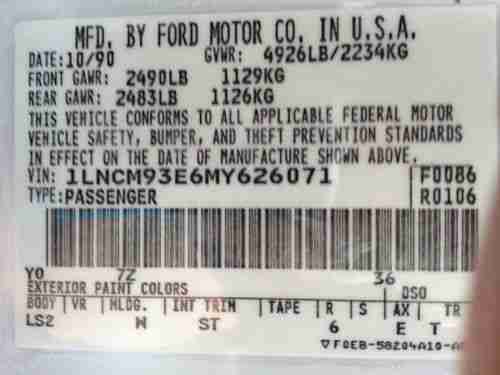 MFD. BY FORD MOTOR CO. IN U.S.A.
DATE: 10/90 GVWR: 4926LB/2234KG
FRONT GAWR: 2490LB 1129KG
REAR GAWR: 2483LB 1126KG
THIS VEHICLE CONFORMS TO ALL APPLICABLE FEDERAL MOTOR
VEHICLE SAFETY, BUMPER, AND THEFT PREVENTION STANDARDS
IN EFFECT ON THE DATE OF MANUFACTURE SHOWN ABOVE.
VIN: 1LNCM93E6MY626071 F0086
TYPE: PASSENGER R0106
YO 7Z 36
EXTERIOR PAINT COLORS DSO
BODY | VR | MLDG. | INT TRIM | TAPE | R | S | AX | TR
LS2 W ST 6 E T